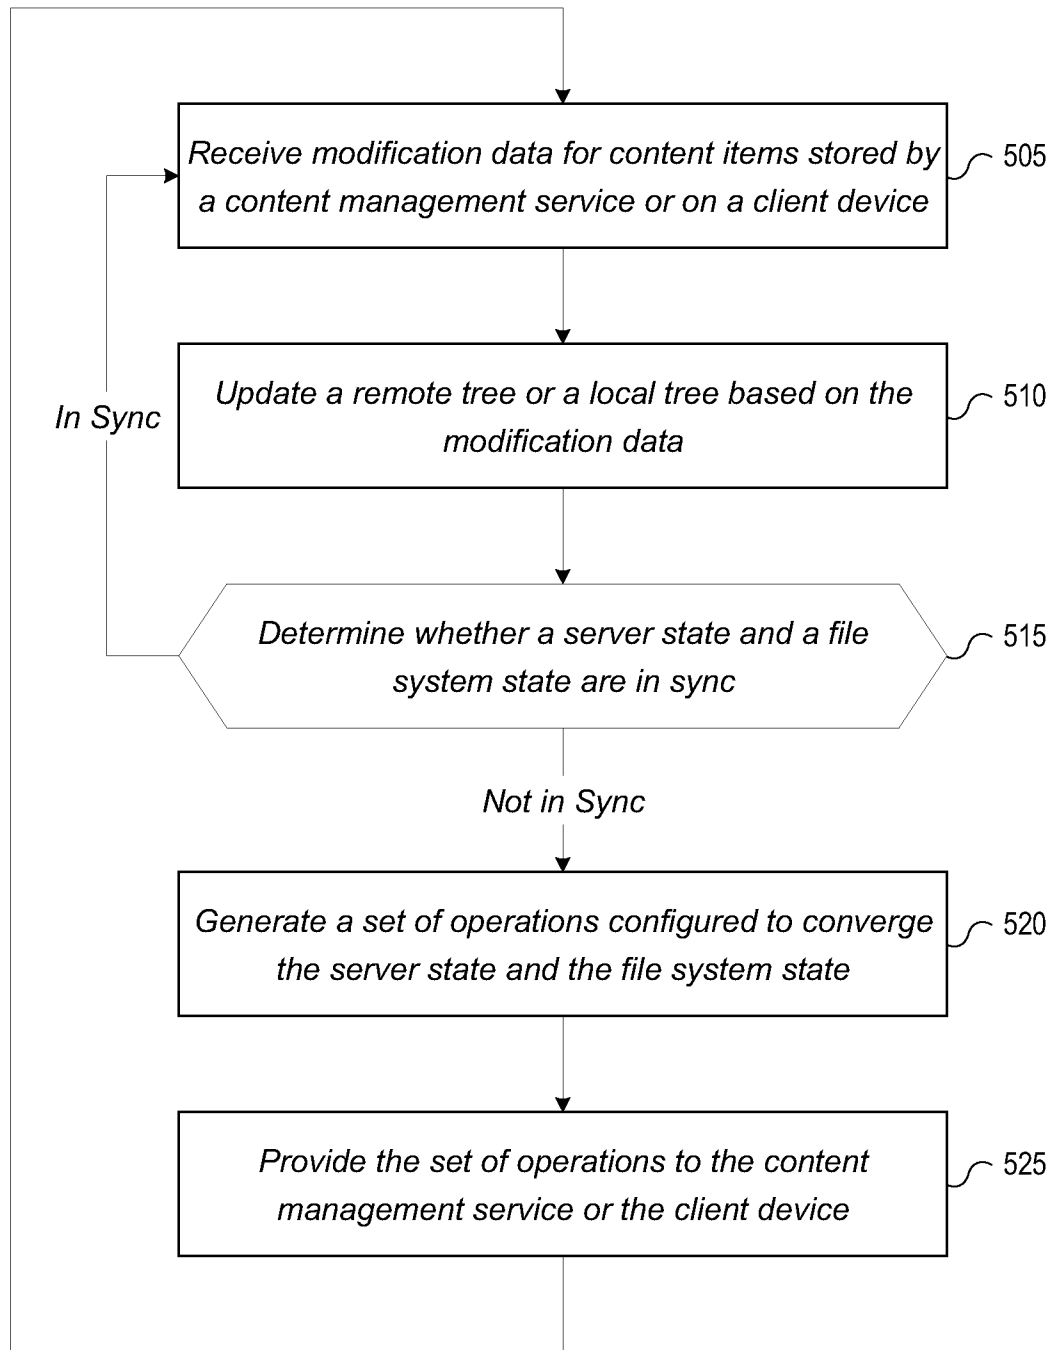 Receive modification data for content items stored by
a content management service or on a client device
505
Update a remote tree or a local tree based on the
modification data
510
In Sync
Determine whether a server state and a file
system state are in sync
515
Not in Sync
Generate a set of operations configured to converge
the server state and the file system state
520
Provide the set of operations to the content
management service or the client device
525